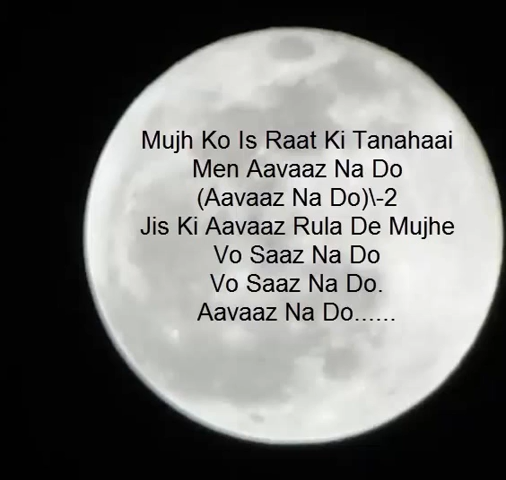 Mujh Ko Is Raat Ki Tanahaai
Men Aavaaz Na Do
(Aavaaz Na Do)\-2
Jis Ki Aavaaz Rula De Mujhe
Vo Saaz Na Do
Vo Saaz Na Do.
Aavaaz Na Do......